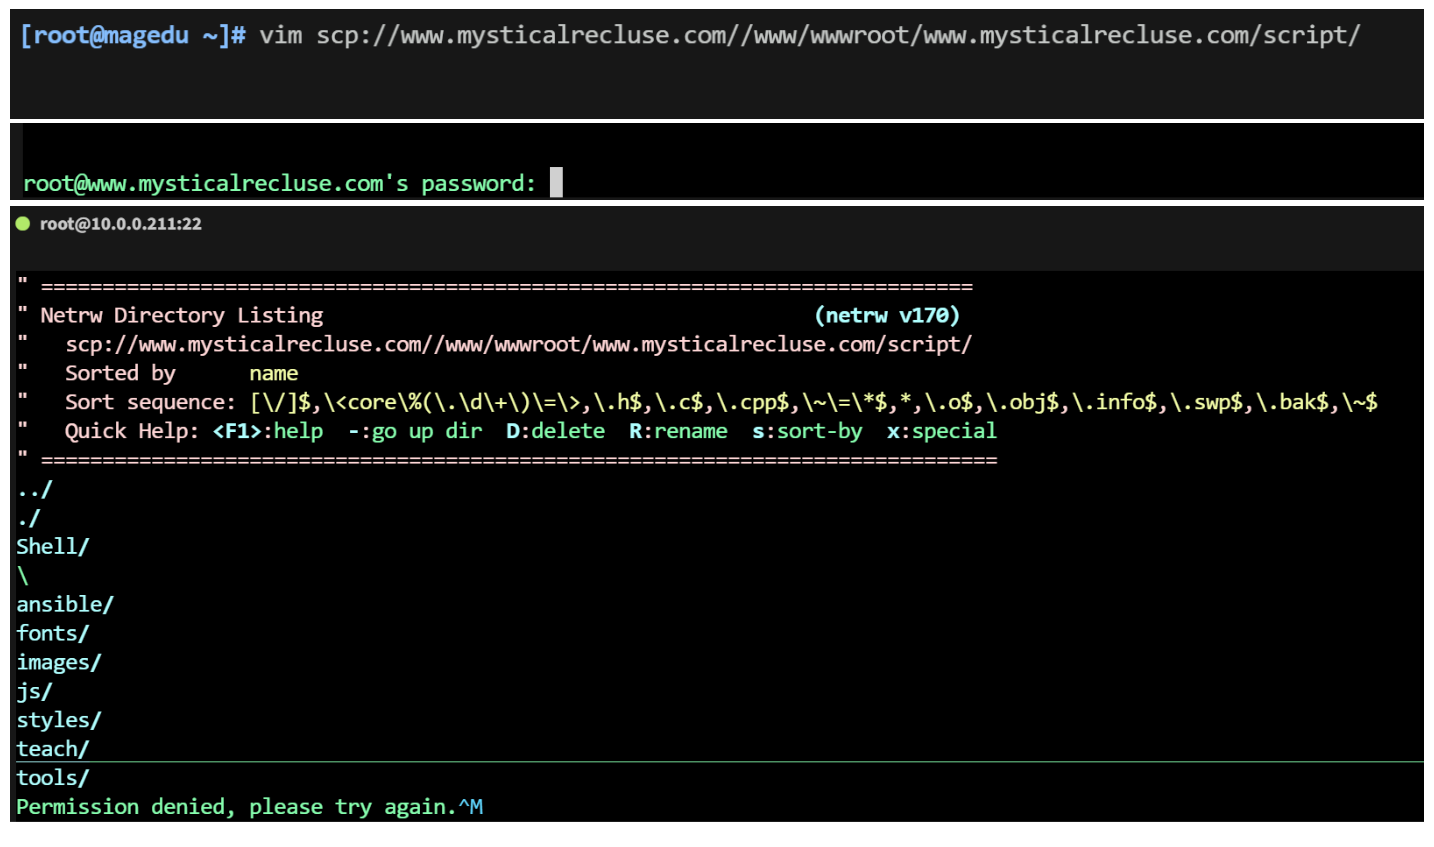 [root@magedu ~]# vim scp://www.mysticalrecluse.com//www/wwwroot/www.mysticalrecluse.com/script/
root@www.mysticalrecluse.com's password:
root@10.0.0.211:22
" ============================================================================
" Netrw Directory Listing                                        (netrw v170)
"   scp://www.mysticalrecluse.com//www/wwwroot/www.mysticalrecluse.com/script/
"   Sorted by      name
"   Sort sequence: [\/]$,\<core\%(\.\d\+\)\=\>,\.h$,\.c$,\.cpp$,\~\=\*$,*,\.o$,\.obj$,\.info$,\.swp$,\.bak$,\~$
"   Quick Help: <F1>:help  -:go up dir  D:delete  R:rename  s:sort-by  x:special
" ==============================================================================
../
./
Shell/
\
ansible/
fonts/
images/
js/
styles/
teach/
tools/
Permission denied, please try again.^M